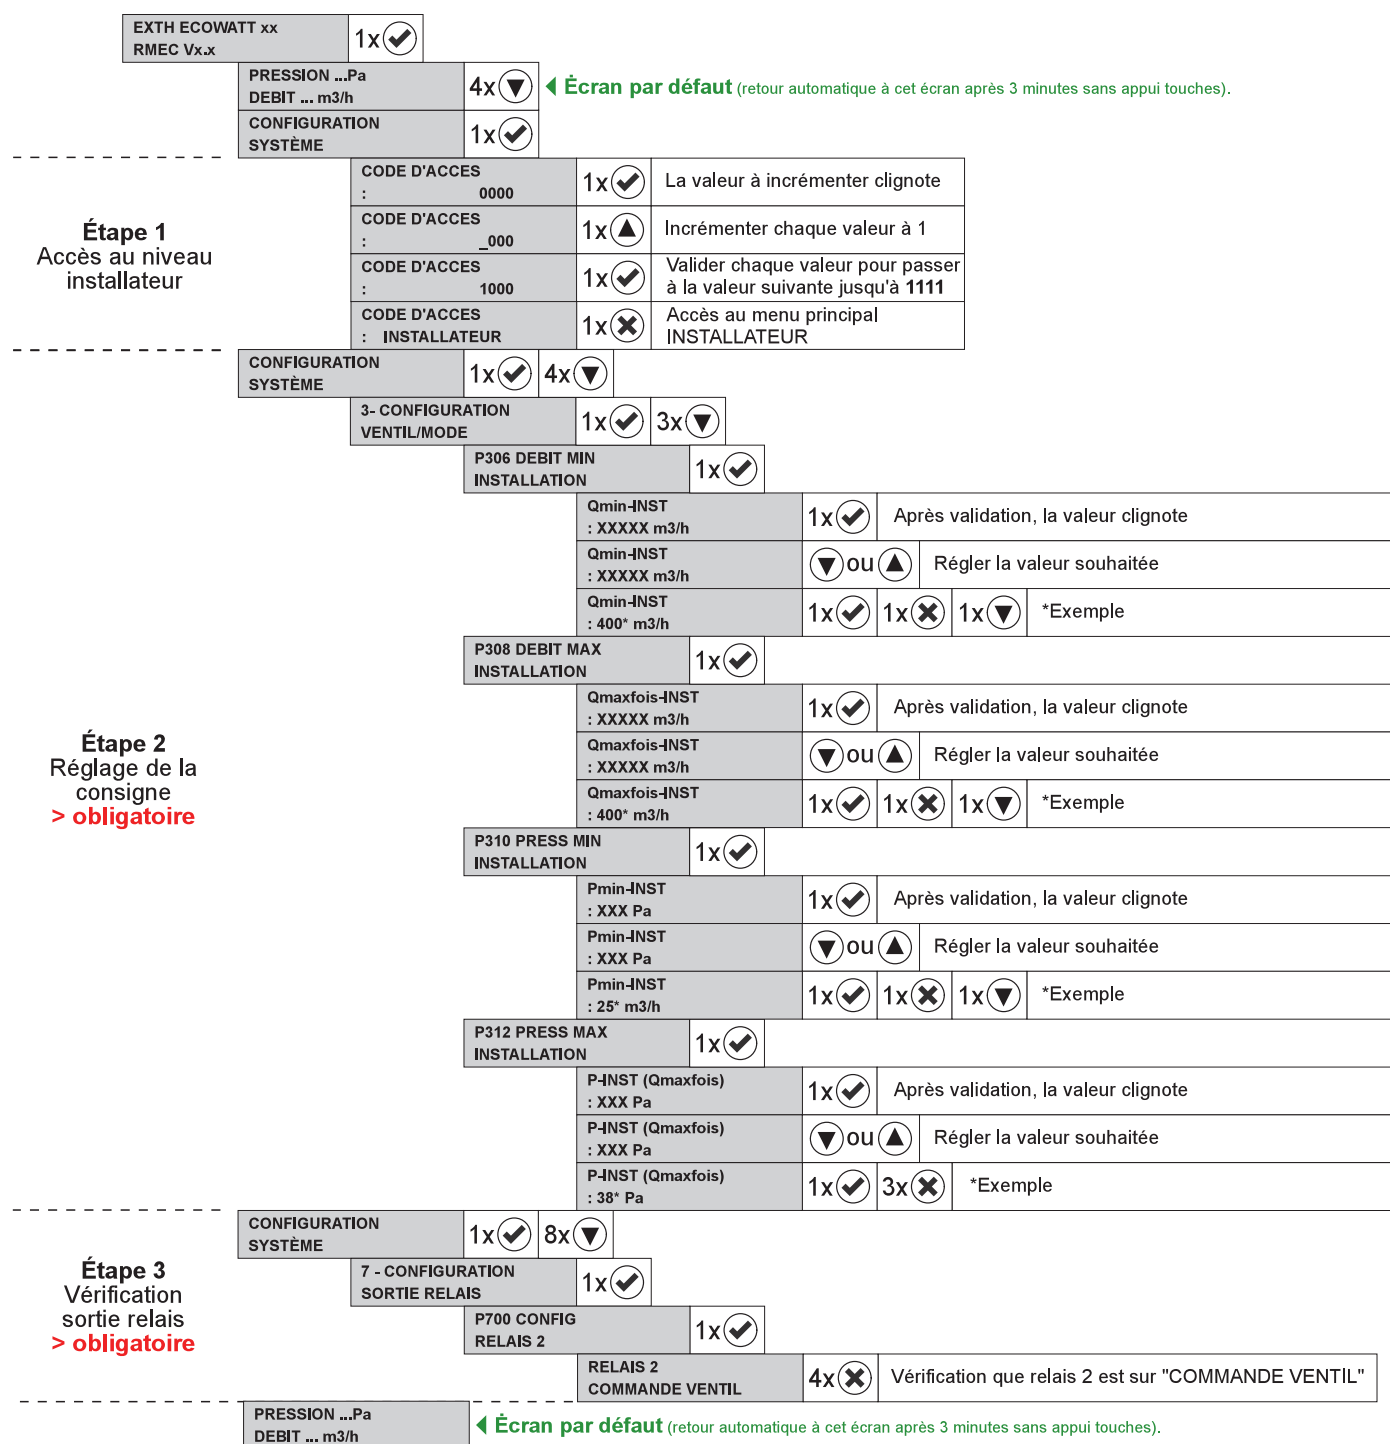 EXTH ECOWATT xx
RMEC Vx.x
1x
PRESSION ...Pa
DEBIT ... m3/h
4x
Écran par défaut (retour automatique à cet écran après 3 minutes sans appui touches).
CONFIGURATION
SYSTÈME
1x
Étape 1
Accès au niveau
installateur
CODE D'ACCES
: 0000
1x
La valeur à incrémenter clignote
CODE D'ACCES
: _000
1x
Incrémenter chaque valeur à 1
CODE D'ACCES
: 1000
1x
Valider chaque valeur pour passer
à la valeur suivante jusqu'à 1111
CODE D'ACCES
: INSTALLATEUR
1x
Accès au menu principal
INSTALLATEUR
CONFIGURATION
SYSTÈME
1x 4x
3- CONFIGURATION
VENTIL/MODE
1x 3x
P306 DEBIT MIN
INSTALLATION
1x
Qmin-INST
: XXXXX m3/h
1x
Après validation, la valeur clignote
Qmin-INST
: XXXXX m3/h
ou
Régler la valeur souhaitée
Qmin-INST
: 400* m3/h
1x 1x 1x
*Exemple
P308 DEBIT MAX
INSTALLATION
1x
Étape 2
Réglage de la
consigne
> obligatoire
Qmaxfois-INST
: XXXXX m3/h
1x
Après validation, la valeur clignote
Qmaxfois-INST
: XXXXX m3/h
ou
Régler la valeur souhaitée
Qmaxfois-INST
: 400* m3/h
1x 1x 1x
*Exemple
P310 PRESS MIN
INSTALLATION
1x
Pmin-INST
: XXX Pa
1x
Après validation, la valeur clignote
Pmin-INST
: XXX Pa
ou
Régler la valeur souhaitée
Pmin-INST
: 25* m3/h
1x 1x 1x
*Exemple
P312 PRESS MAX
INSTALLATION
1x
P-INST (Qmaxfois)
: XXX Pa
1x
Après validation, la valeur clignote
P-INST (Qmaxfois)
: XXX Pa
ou
Régler la valeur souhaitée
P-INST (Qmaxfois)
: 38* Pa
1x 3x
*Exemple
CONFIGURATION
SYSTÈME
1x 8x
Étape 3
Vérification
sortie relais
> obligatoire
7 - CONFIGURATION
SORTIE RELAIS
1x
P700 CONFIG
RELAIS 2
1x
RELAIS 2
COMMANDE VENTIL
4x
Vérification que relais 2 est sur "COMMANDE VENTIL"
PRESSION ...Pa
DEBIT ... m3/h
Écran par défaut (retour automatique à cet écran après 3 minutes sans appui touches).